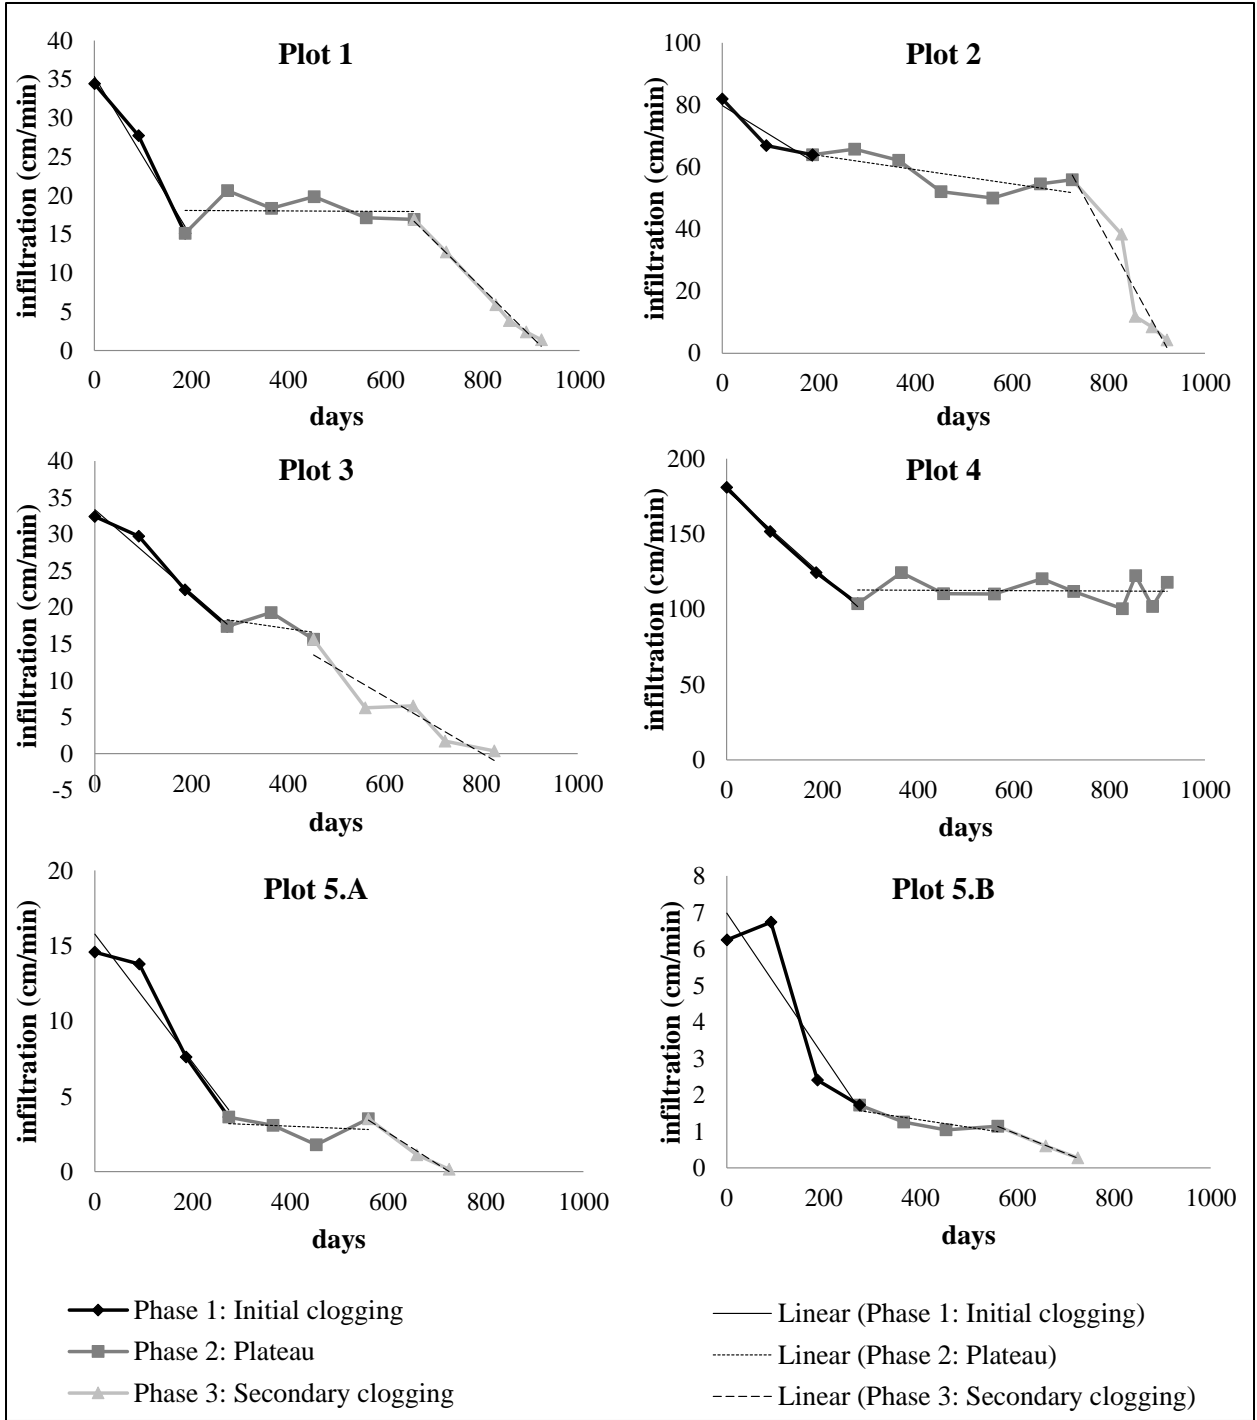 Plot 1
infiltration (cm/min)
40
35
30
25
20
15
10
5
0
0 200 400 600 800 1000
days
Plot 2
infiltration (cm/min)
100
80
60
40
20
0
0 200 400 600 800 1000
days
Plot 3
infiltration (cm/min)
40
35
30
25
20
15
10
5
0
-5
0 200 400 600 800 1000
days
Plot 4
infiltration (cm/min)
200
150
100
50
0
0 200 400 600 800 1000
days
Plot 5.A
infiltration (cm/min)
20
15
10
5
0
0 200 400 600 800 1000
days
Plot 5.B
infiltration (cm/min)
8
7
6
5
4
3
2
1
0
0 200 400 600 800 1000
days
Phase 1: Initial clogging
Phase 2: Plateau
Phase 3: Secondary clogging
Linear (Phase 1: Initial clogging)
Linear (Phase 2: Plateau)
Linear (Phase 3: Secondary clogging)